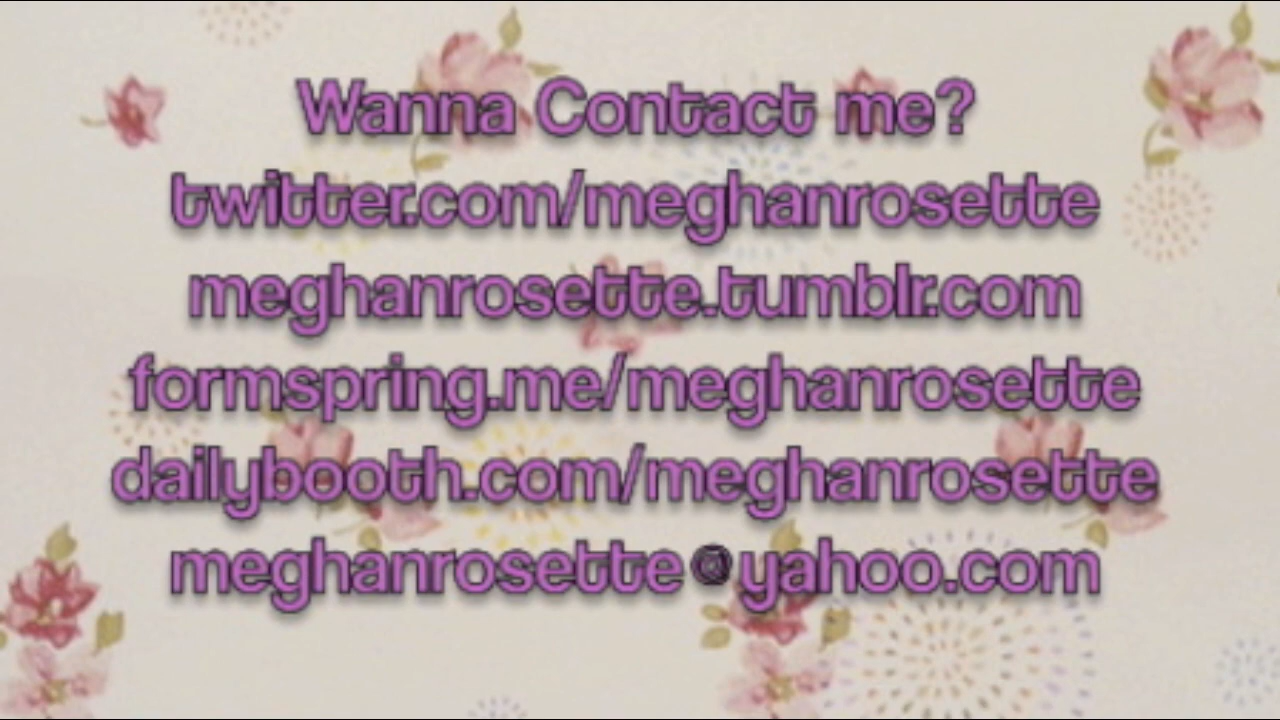 Wanna Contact me?
twitter.com/meghanrosette
meghanrosette.tumblr.com
formspring.me/meghanrosette
dailybooth.com/meghanrosette
meghanrosette@yahoo.com